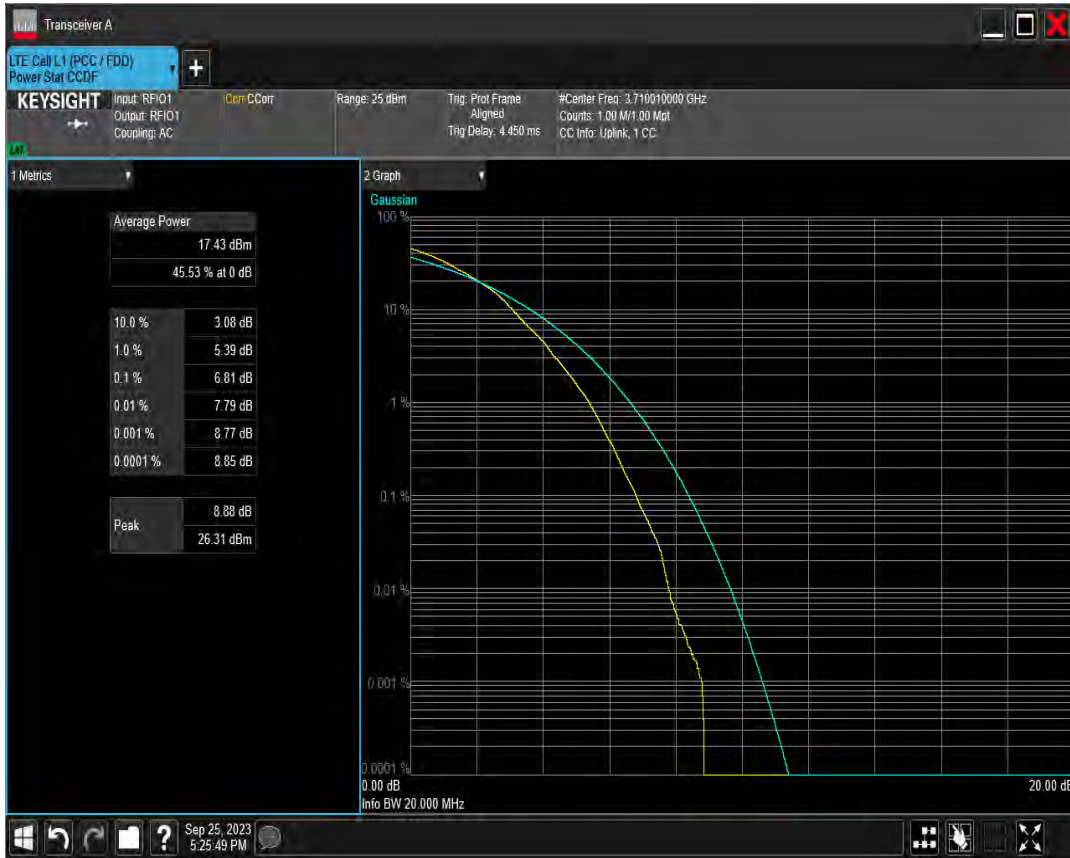 Transceiver A
LTE Cell L1 (PCC / FDD)
Power Stat CCDF
+
KEYSIGHT
Input: RFIO1
Output: RFIO1
Coupling: AC
Corr CCorr
Range: 25 dBm
Trig: Prot Frame
Aligned
Trig Delay: 4.450 ms
#Center Freq: 3.710010000 GHz
Counts: 1.00 M/1.00 Mpt
CC Info: Uplink, 1 CC
1 Metrics
Average Power
17.43 dBm
45.53 % at 0 dB
10.0 % 3.08 dB
1.0 % 5.39 dB
0.1 % 6.81 dB
0.01 % 7.79 dB
0.001 % 8.77 dB
0.0001 % 8.85 dB
Peak
8.88 dB
26.31 dBm
2 Graph
Gaussian
100 %
10 %
1 %
0.1 %
0.01 %
0.001 %
0.0001 %
0.00 dB
20.00 dB
Info BW 20.000 MHz
?
Sep 25, 2023
5:25:49 PM